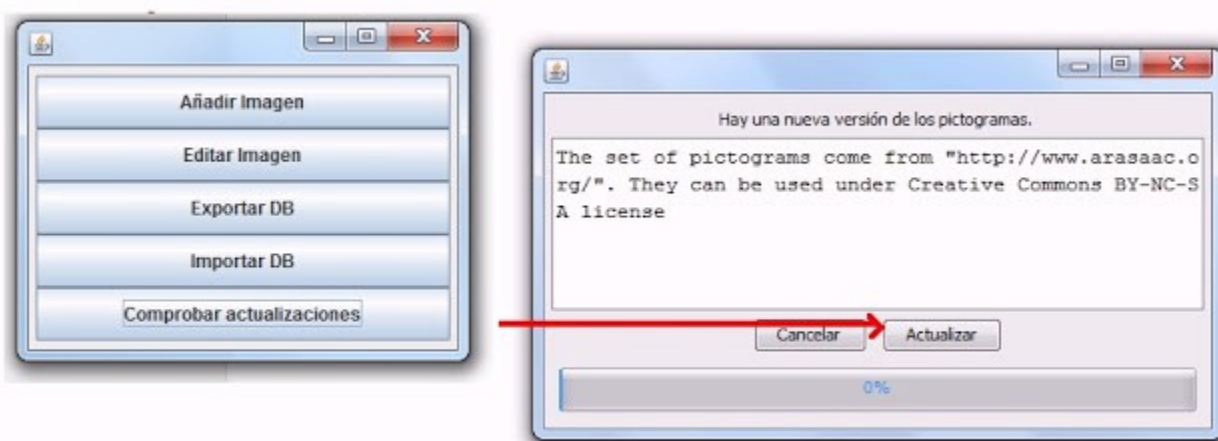 Añadir Imagen
Editar Imagen
Exportar DB
Importar DB
Comprobar actualizaciones
Hay una nueva versión de los pictogramas.
The set of pictograms come from "http://www.arasaac.o
rg/". They can be used under Creative Commons BY-NC-S
A license
Cancelar Actualizar
0%